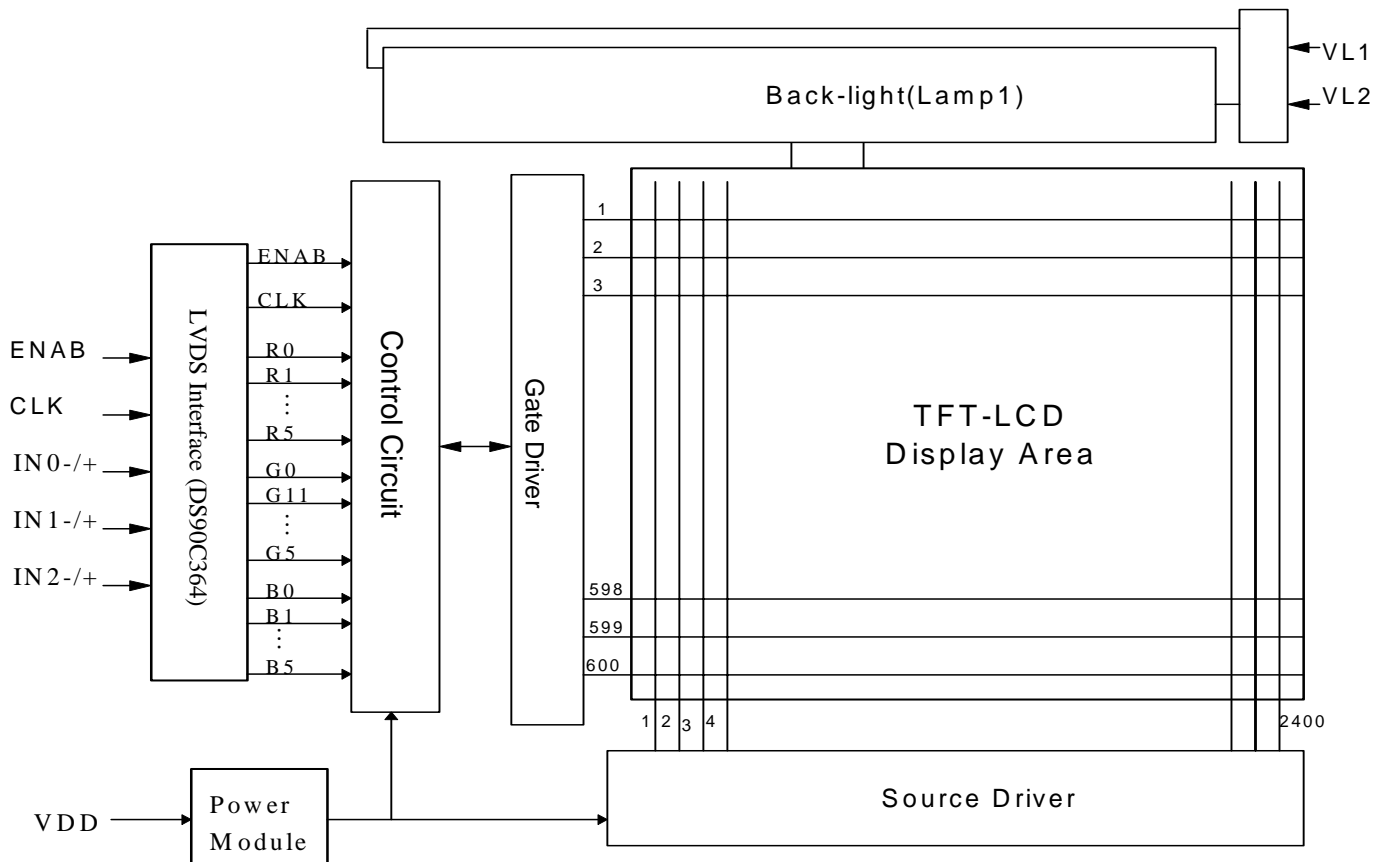 VL1
Back-light(Lamp1)
VL2
1
2
3
ENAB
CLK
R0
R1
R5
G0
G11
G5
B0
B1
B5
ENAB
CLK
IN0-/+
IN1-/+
IN2-/+
LVDS Interface (DS90C364)
Control Circuit
Gate Driver
TFT-LCD
Display Area
598
599
600
1
2
3
4
2400
Source Driver
VDD
Power
Module